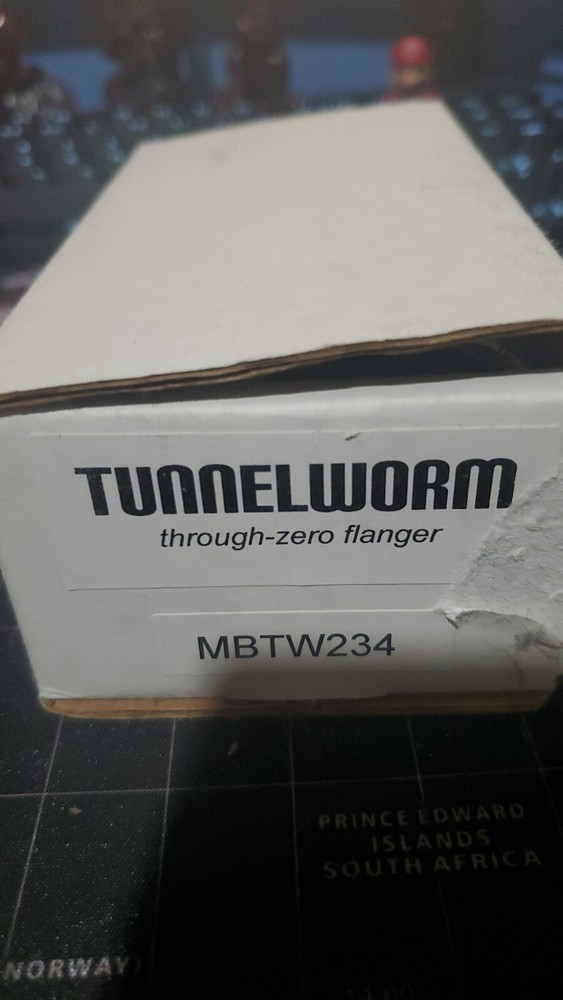 TUNNELWORM
through-zero flanger
MBTW234
PRINCE EDWARD
ISLANDS
SOUTH AFRICA
NORWAY)